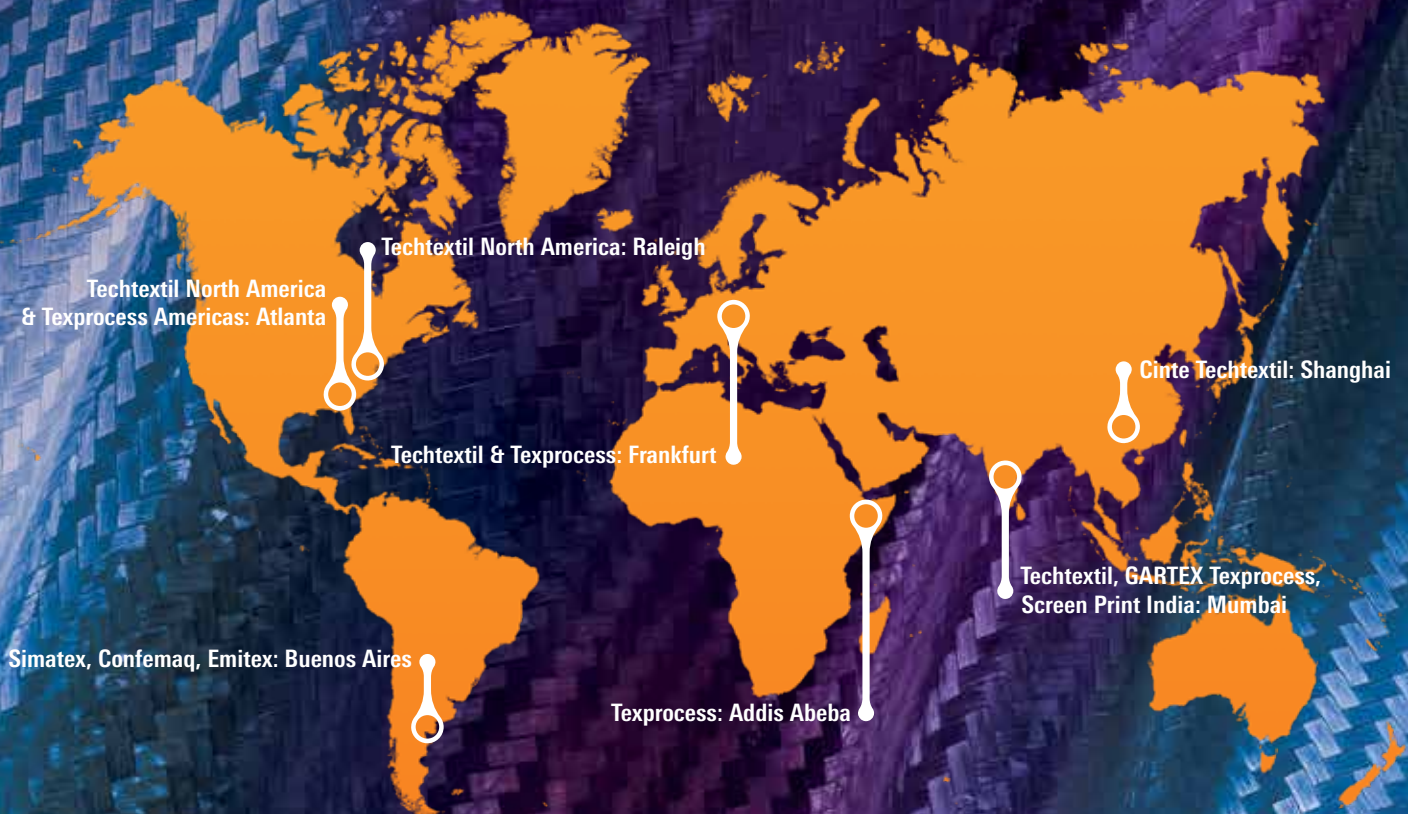 Techtextil North America: Raleigh
Techtextil North America
& Texprocess Americas: Atlanta
Cinte Techtextil: Shanghai
Techtextil & Texprocess: Frankfurt
Techtextil, GARTEX Texprocess,
Screen Print India: Mumbai
Simatex, Confemaq, Emitex: Buenos Aires
Texprocess: Addis Abeba